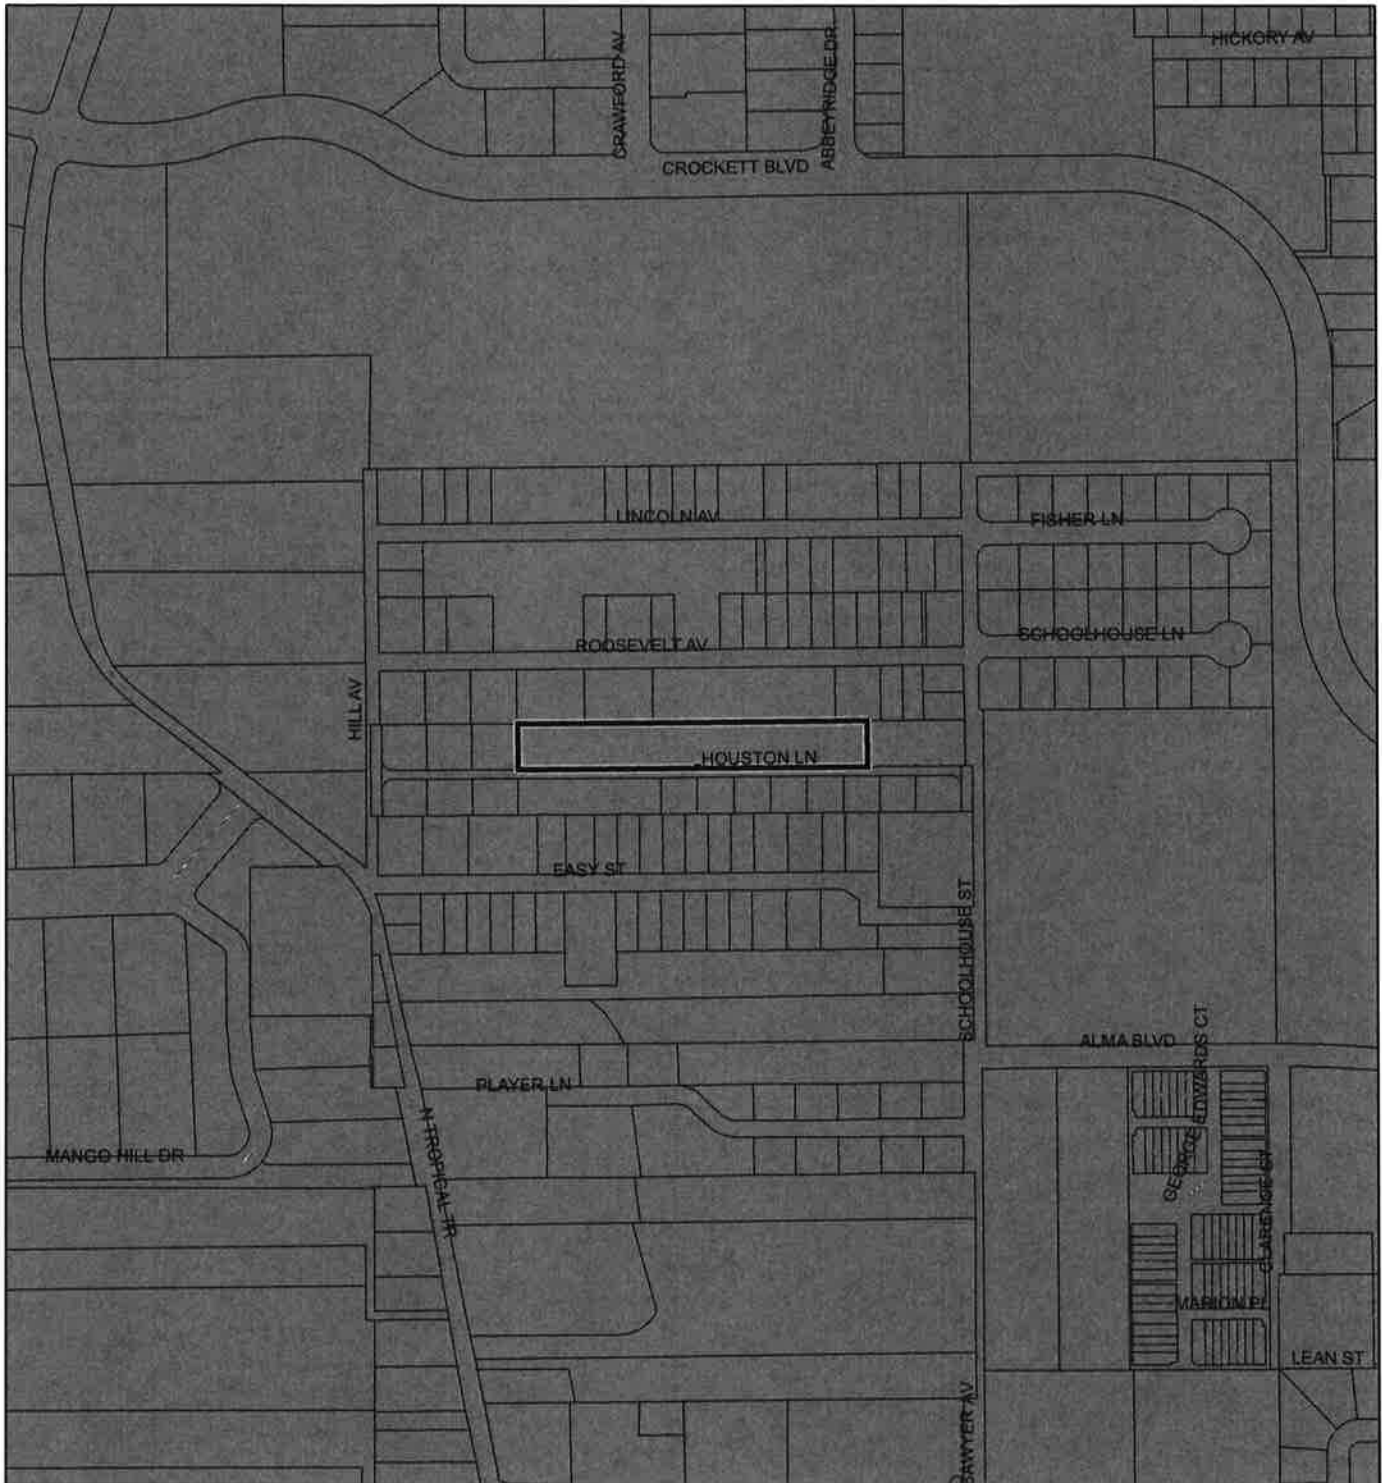 HICKORY AV
CRAWFORD AV
ABBEYRIDGE DR
CROCKETT BLVD
LINCOLN AV
FISHER LN
ROOSEVELT AV
SCHOOLHOUSE LN
HILL AV
HOUSTON LN
EASY ST
SCHOOLHOUSE ST
ALMA BLVD
GEORGE EDWARDS CT
PLAYER LN
N TROPICAL TR
MANGO HILL DR
CLARENCE ST
MARION PL
LEAN ST
SAWYER AV